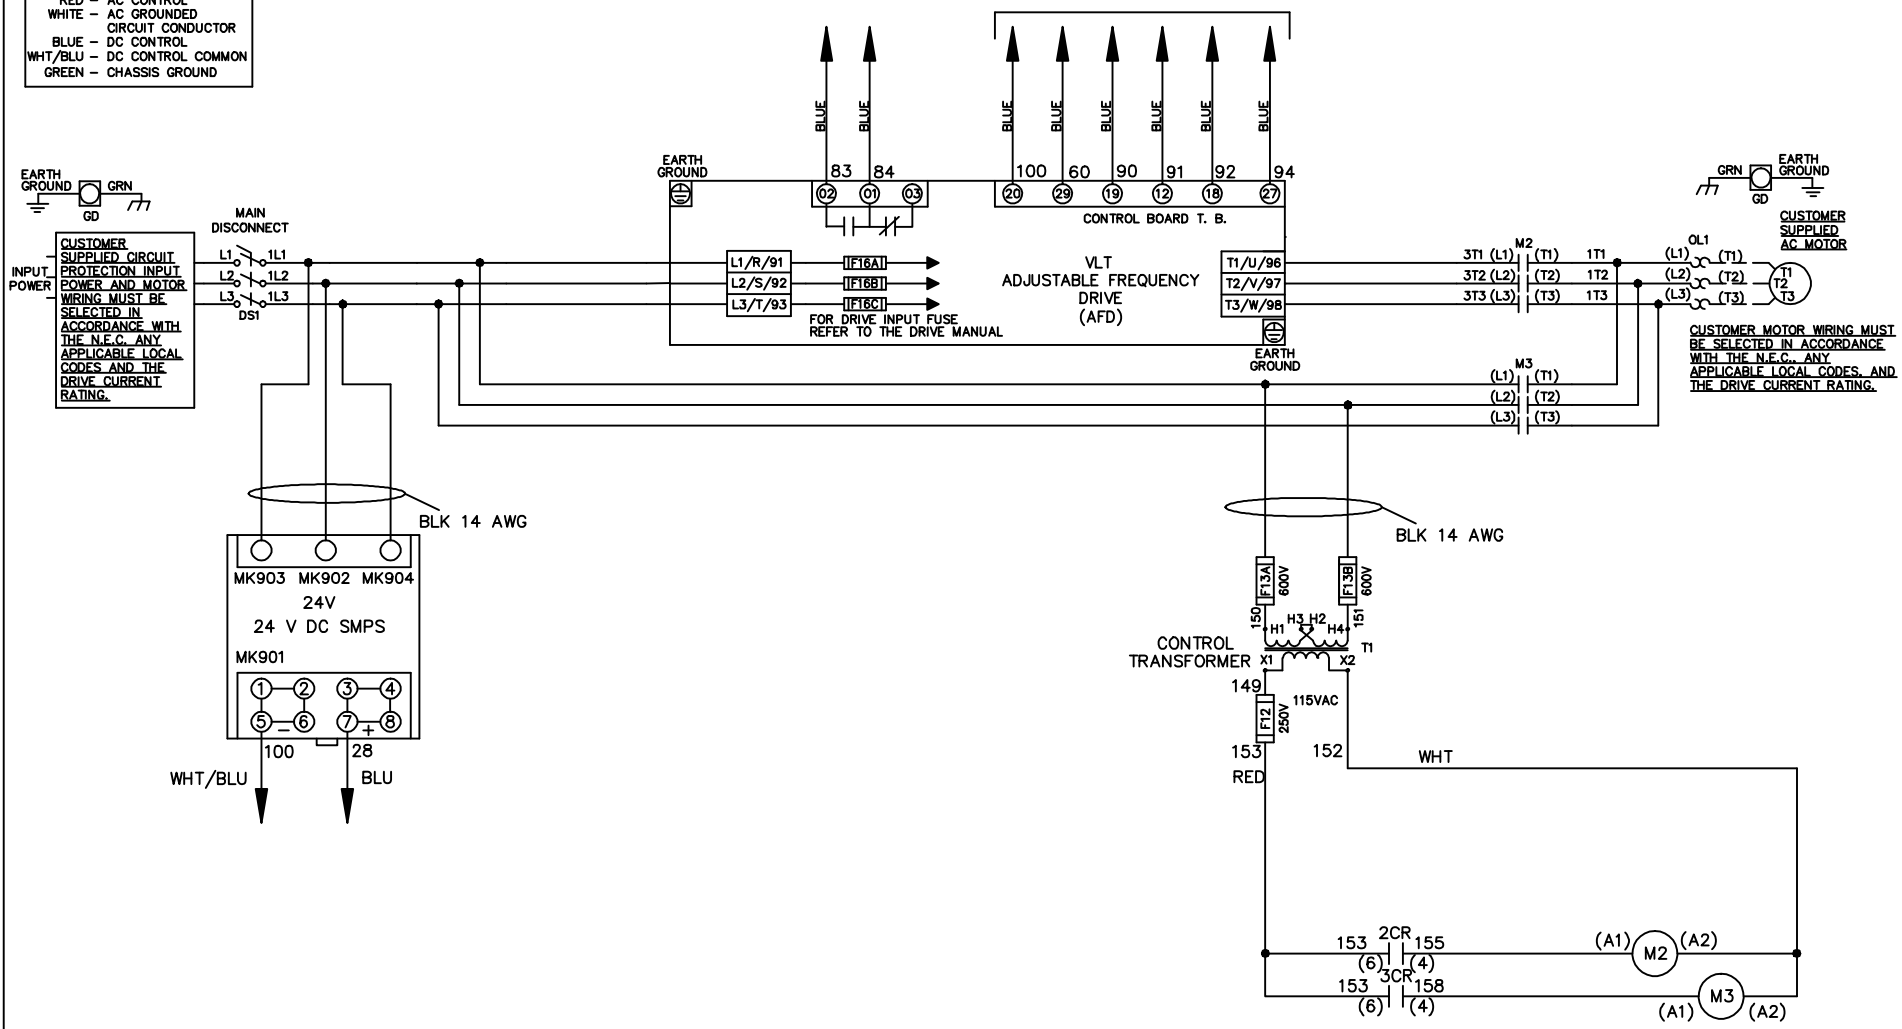 RED – AC CONTROL
WHITE – AC GROUNDED
CIRCUIT CONDUCTOR
BLUE – DC CONTROL
WHT/BLU – DC CONTROL COMMON
GREEN – CHASSIS GROUND
BLUE
BLUE
BLUE
BLUE
BLUE
BLUE
BLUE
BLUE
83
84
100
60
90
91
92
94
EARTH
GROUND
02
01
03
20
29
19
12
18
27
CONTROL BOARD T. B.
EARTH
GROUND
GRN
GD
GRN
EARTH
GROUND
GD
MAIN
DISCONNECT
L1
1L1
L2
1L2
L3
1L3
DS1
INPUT
POWER
CUSTOMER
SUPPLIED CIRCUIT
PROTECTION INPUT
POWER AND MOTOR
WIRING MUST BE
SELECTED IN
ACCORDANCE WITH
THE N.E.C. ANY
APPLICABLE LOCAL
CODES AND THE
DRIVE CURRENT
RATING.
L1/R/91
L2/S/92
L3/T/93
F16A
F16B
F16C
FOR DRIVE INPUT FUSE
REFER TO THE DRIVE MANUAL
VLT
ADJUSTABLE FREQUENCY
DRIVE
(AFD)
T1/U/96
T2/V/97
T3/W/98
EARTH
GROUND
M2
3T1 (L1) (T1) 1T1
3T2 (L2) (T2) 1T2
3T3 (L3) (T3) 1T3
OL1
(L1) (T1)
(L2) (T2)
(L3) (T3)
T1
T2
T3
CUSTOMER
SUPPLIED
AC MOTOR
CUSTOMER MOTOR WIRING MUST
BE SELECTED IN ACCORDANCE
WITH THE N.E.C., ANY
APPLICABLE LOCAL CODES, AND
THE DRIVE CURRENT RATING.
M3
(L1) (T1)
(L2) (T2)
(L3) (T3)
BLK 14 AWG
MK903 MK902 MK904
24V
24 V DC SMPS
MK901
1 2 3 4
5 6 7 8
– +
100
28
WHT/BLU
BLU
BLK 14 AWG
F13A
600V
F13B
600V
150
151
H1 H3 H2 H4
T1
CONTROL
TRANSFORMER
X1
X2
149
115VAC
F12
250V
153
152
RED
WHT
153 2CR 155
(6) (4)
(A1) M2 (A2)
153 3CR 158
(6) (4)
(A1) M3 (A2)